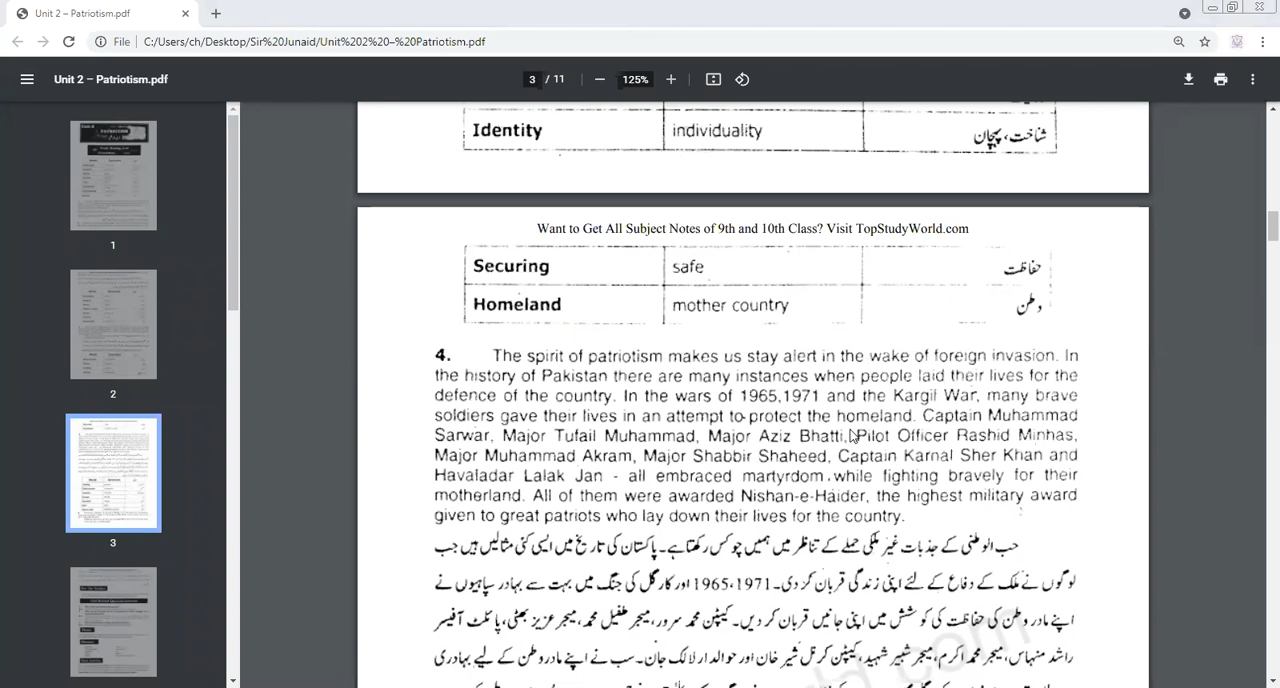 Unit 2 – Patriotism.pdf
File C:/Users/ch/Desktop/Sir%20Junaid/Unit%202%20–%20Patriotism.pdf
Unit 2 – Patriotism.pdf
3 / 11
125%
1
2
3
Identity individuality شناخت، پہچان
Want to Get All Subject Notes of 9th and 10th Class? Visit TopStudyWorld.com
Securing safe حفاظت
Homeland mother country وطن
4. The spirit of patriotism makes us stay alert in the wake of foreign invasion. In
the history of Pakistan there are many instances when people laid their lives for the
defence of the country. In the wars of 1965,1971 and the Kargil War, many brave
soldiers gave their lives in an attempt to protect the homeland. Captain Muhammad
Sarwar, Major Tufail Muhammad, Major Aziz Bhatti, Pilot Officer Rashid Minhas,
Major Muhammad Akram, Major Shabbir Shaheed, Captain Karnal Sher Khan and
Havaladar Lalak Jan - all embraced martyrdom while fighting bravely for their
motherland. All of them were awarded Nishan-e-Haider, the highest military award
given to great patriots who lay down their lives for the country.
حب الوطنی کے جذبات غیر ملکی حملے کے تناظر میں ہمیں چوکس رکھتا ہے۔ پاکستان کی تاریخ میں ایسی کئی مثالیں ہیں جب
لوگوں نے ملک کے دفاع کے لئے اپنی زندگی قربان کر دی۔ 1965،1971 اور کارگل کی جنگ میں بہت سے بہادر سپاہیوں نے
اپنے مادر وطن کی حفاظت کی کوشش میں اپنی جانیں قربان کر دیں۔ کیپٹن محمد سرور، میجر طفیل محمد، میجر عزیز بھٹی، پائلٹ آفیسر
راشد منہاس، میجر محمد اکرم، میجر شبیر شہید، کیپٹن کرنل شیر خان اور حوالدار لالک جان۔ سب نے اپنے مادر وطن کے لیے بہادری